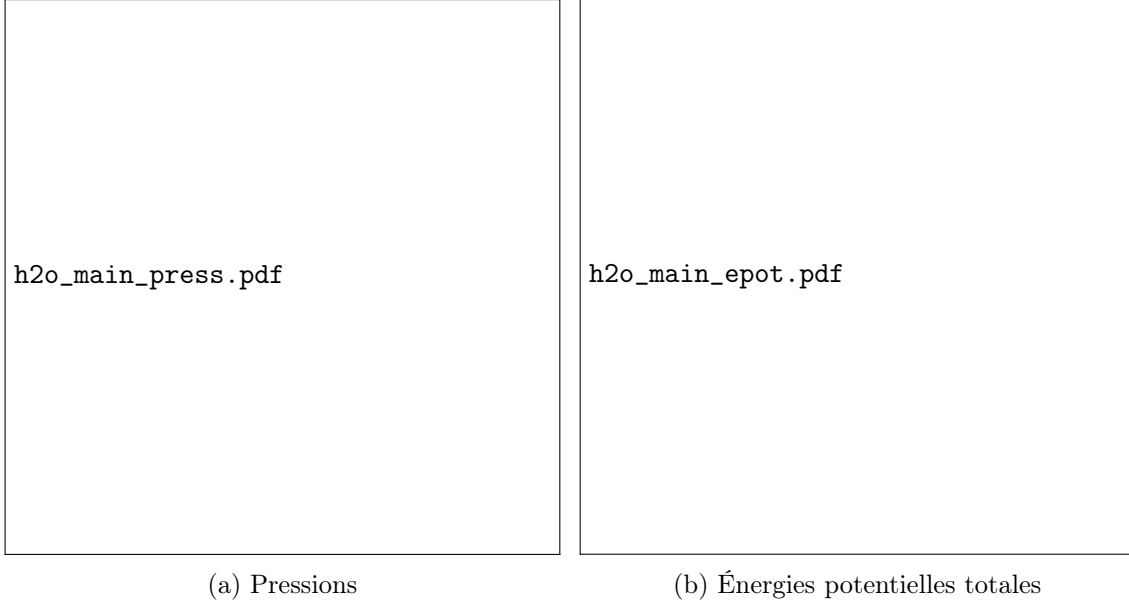 h2o_main_press.pdf
h2o_main_epot.pdf
(a) Pressions
(b) Énergies potentielles totales